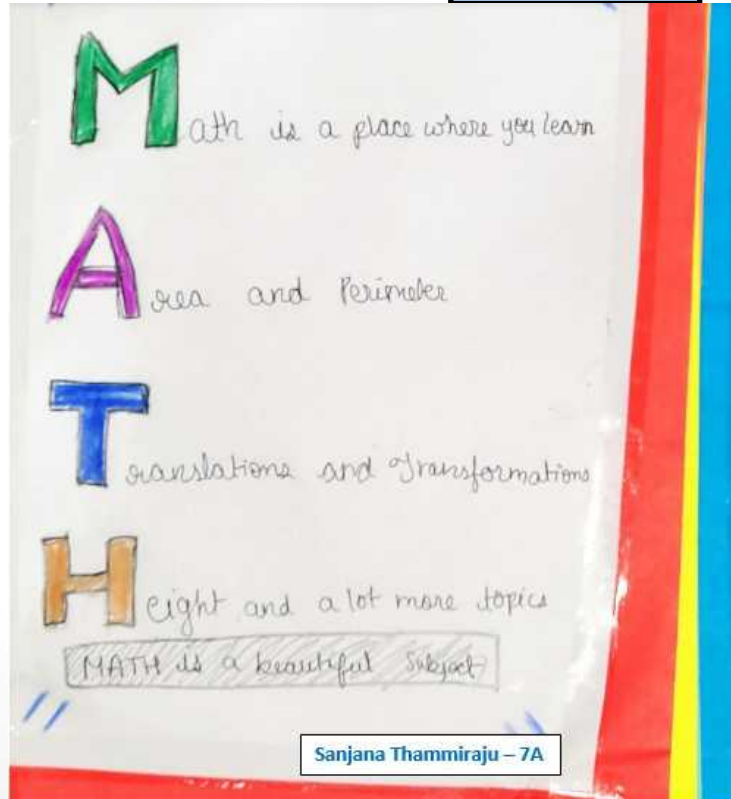 Math is a place where you learn
Area and Perimeter
Translations and Transformations
Height and a lot more topics
MATH is a beautiful Subject
Sanjana Thammiraju – 7A